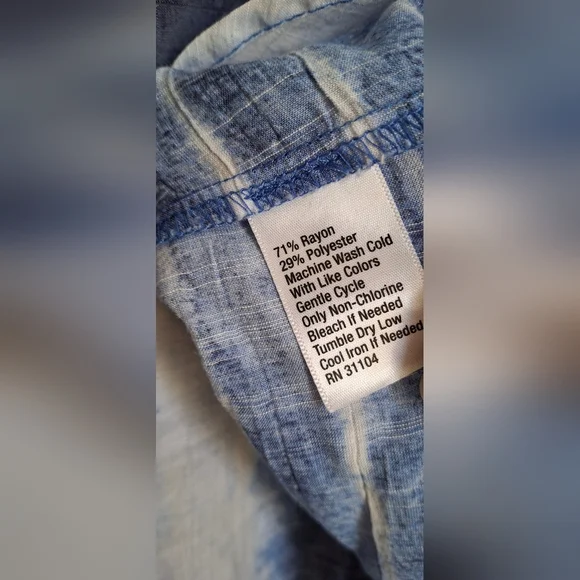 71% Rayon
29% Polyester
Machine Wash Cold
With Like Colors
Gentle Cycle
Only Non-Chlorine
Bleach If Needed
Tumble Dry Low
Cool Iron If Needed
RN 31104